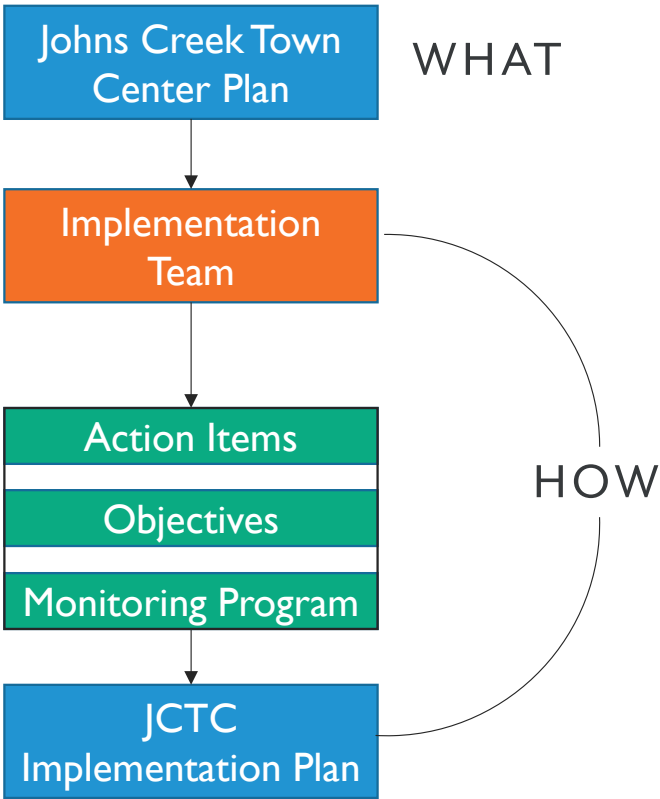 Johns Creek Town
Center Plan
WHAT
Implementation
Team
Action Items
HOW
Objectives
Monitoring Program
JCTC
Implementation Plan